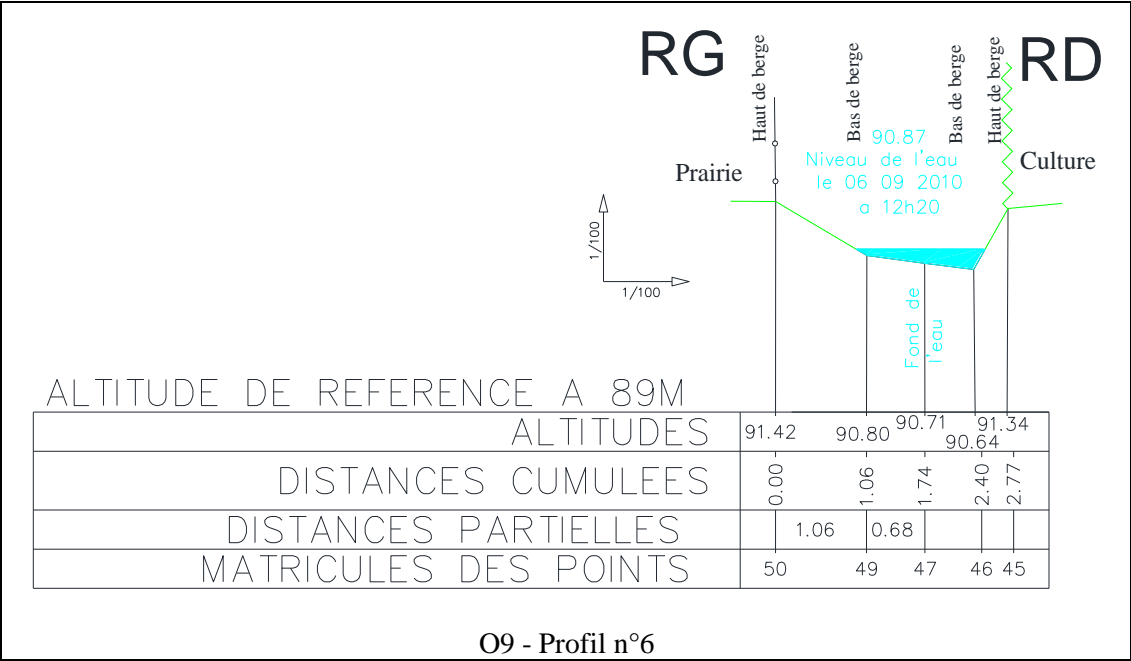 RG
Haut de berge
Bas de berge
Bas de berge
Haut de berge
RD
90.87
Niveau de l'eau
le 06 09 2010
a 12h20
Prairie
Culture
1/100
1/100
Fond de
l'eau
ALTITUDE DE REFERENCE A 89M
ALTITUDES 91.42 90.80 90.71 90.64 91.34
DISTANCES CUMULEES 0.00 1.06 1.74 2.40 2.77
DISTANCES PARTIELLES 1.06 0.68
MATRICULES DES POINTS 50 49 47 46 45
O9 - Profil n°6